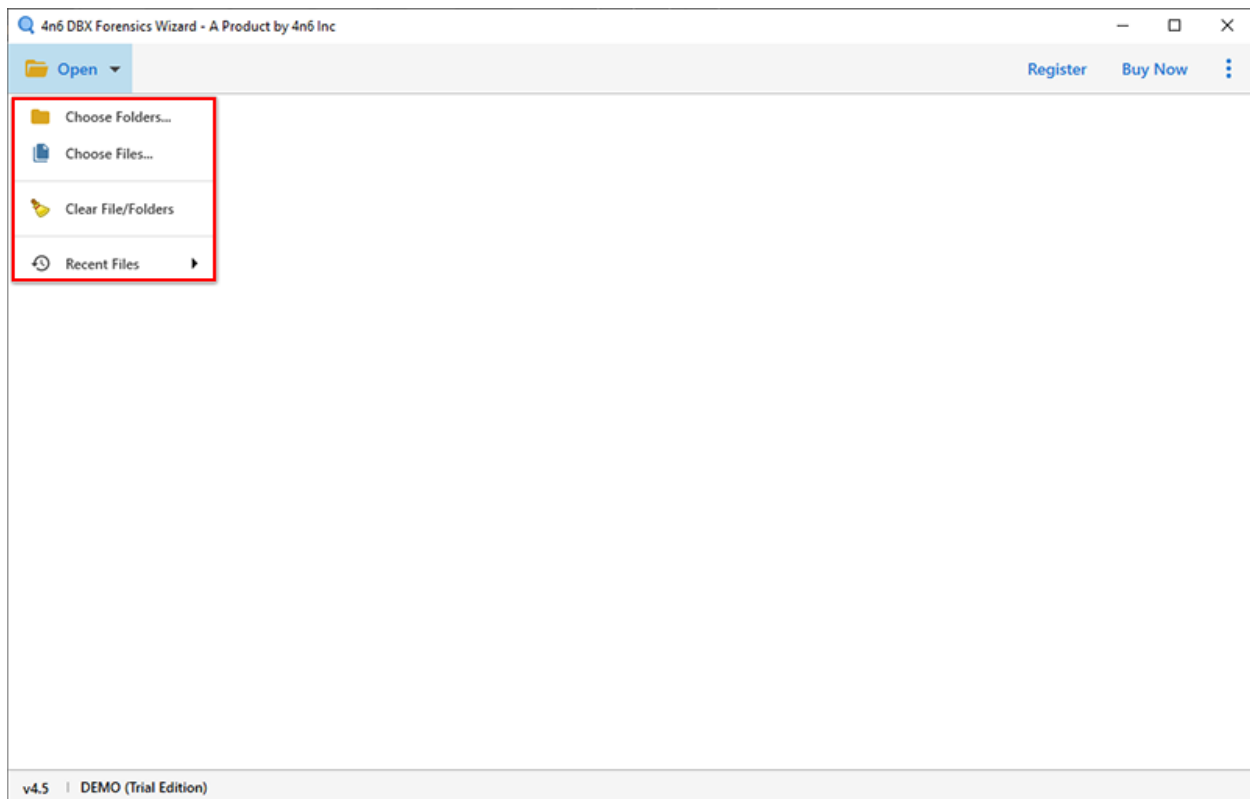 4n6 DBX Forensics Wizard - A Product by 4n6 Inc
Open Register Buy Now
Choose Folders...
Choose Files...
Clear File/Folders
Recent Files
v4.5 | DEMO (Trial Edition)